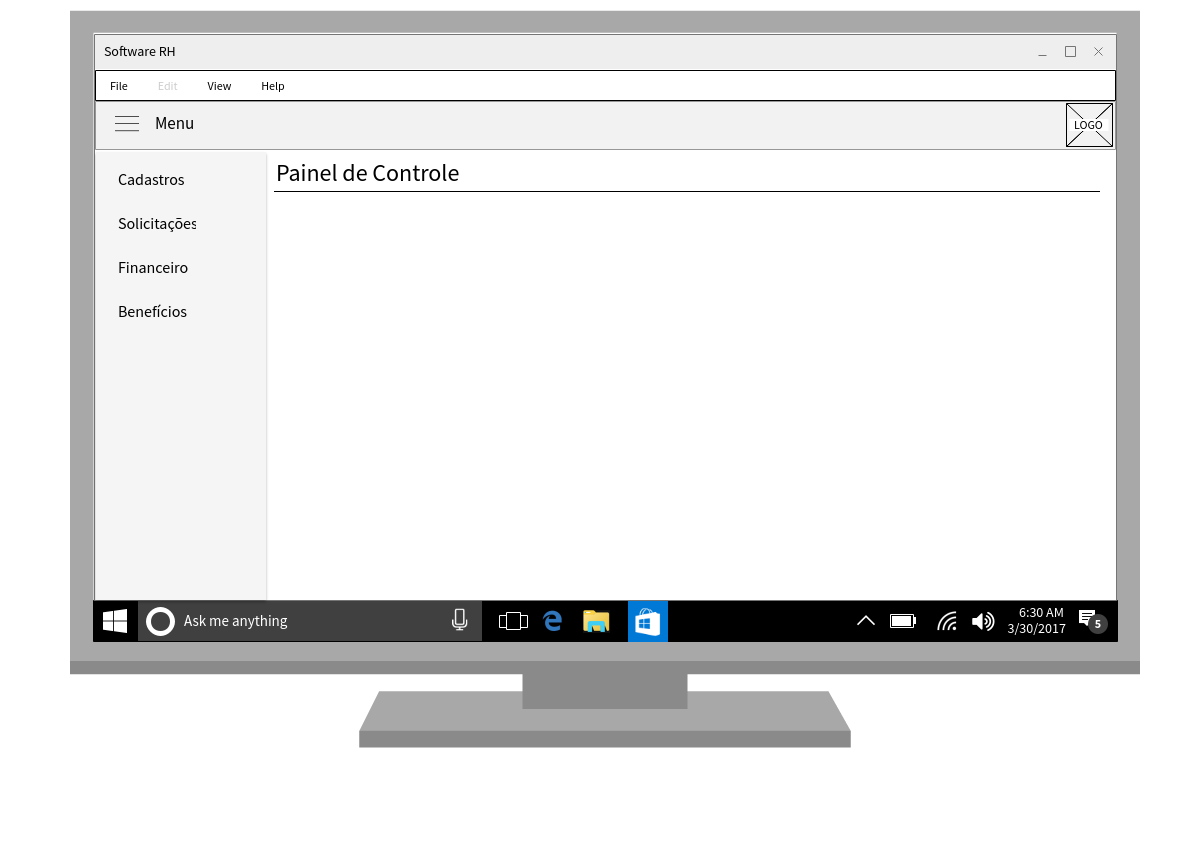 Software RH
File Edit View Help
Menu
LOGO
Cadastros
Solicitações
Financeiro
Benefícios
Painel de Controle
Ask me anything
6:30 AM
3/30/2017
5